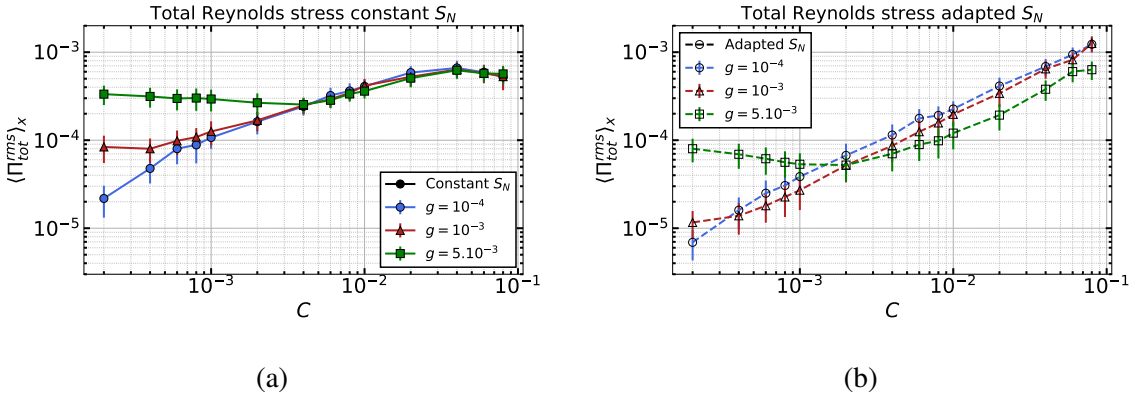 Total Reynolds stress constant S_N
10^{-3}
10^{-4}
10^{-5}
⟨Π_{tot}^{rms}⟩_x
Constant S_N
g = 10^{-4}
g = 10^{-3}
g = 5.10^{-3}
10^{-3}
10^{-2}
10^{-1}
C
(a)
Total Reynolds stress adapted S_N
10^{-3}
10^{-4}
10^{-5}
⟨Π_{tot}^{rms}⟩_x
Adapted S_N
g = 10^{-4}
g = 10^{-3}
g = 5.10^{-3}
10^{-3}
10^{-2}
10^{-1}
C
(b)